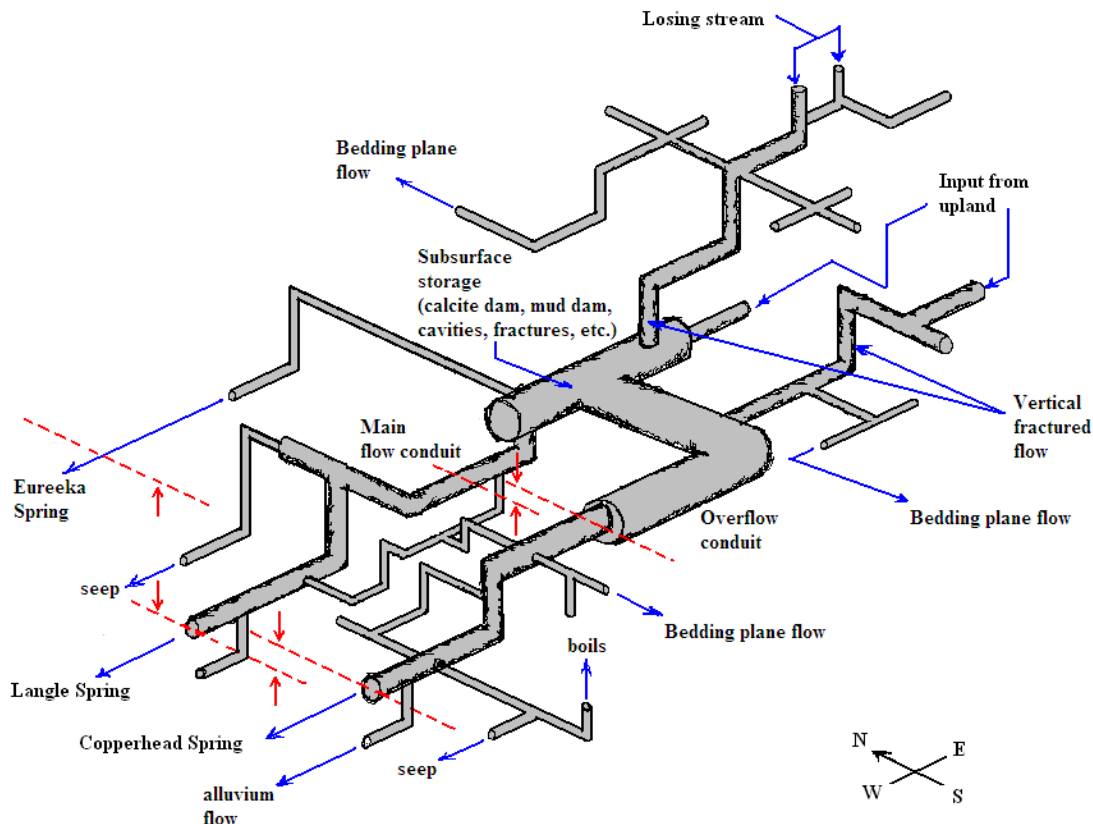 Losing stream
Bedding plane
flow
Input from
upland
Subsurface
storage
(calcite dam, mud dam,
cavities, fractures, etc.)
Main
flow conduit
Vertical
fractured
flow
Eureeka
Spring
Overflow
conduit
Bedding plane flow
seep
Bedding plane flow
boils
Langle Spring
Copperhead Spring
seep
alluvium
flow
N
E
W
S